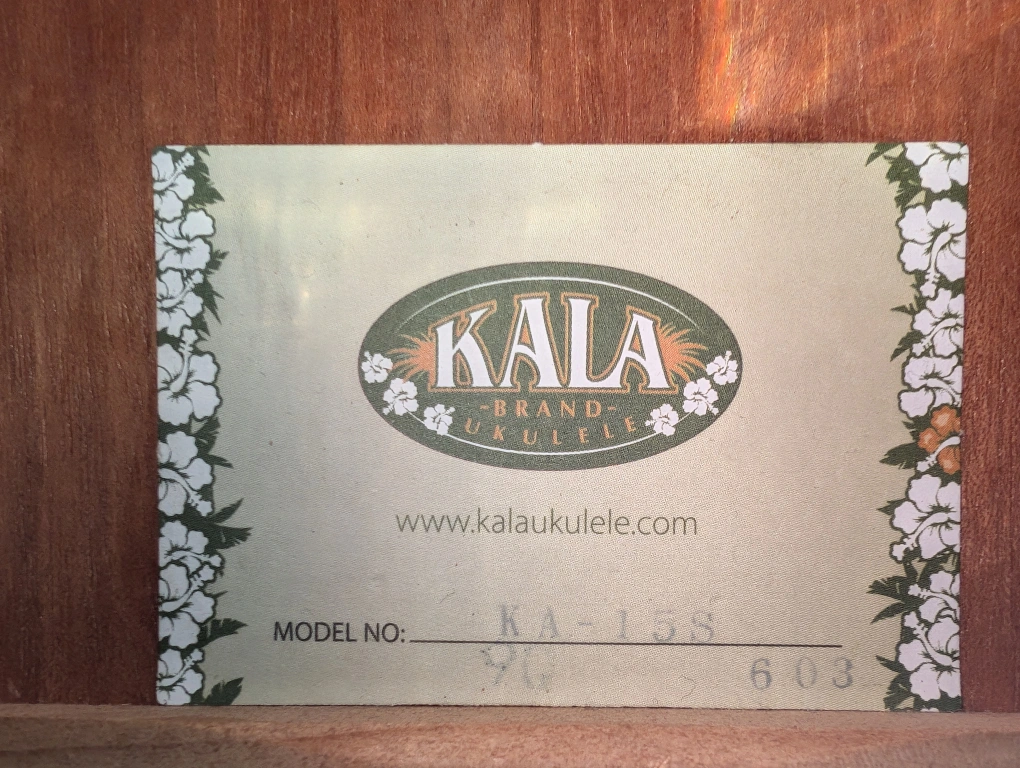 KALA
-BRAND-
UKULELE
www.kalaukulele.com
MODEL NO: KA-15S
603